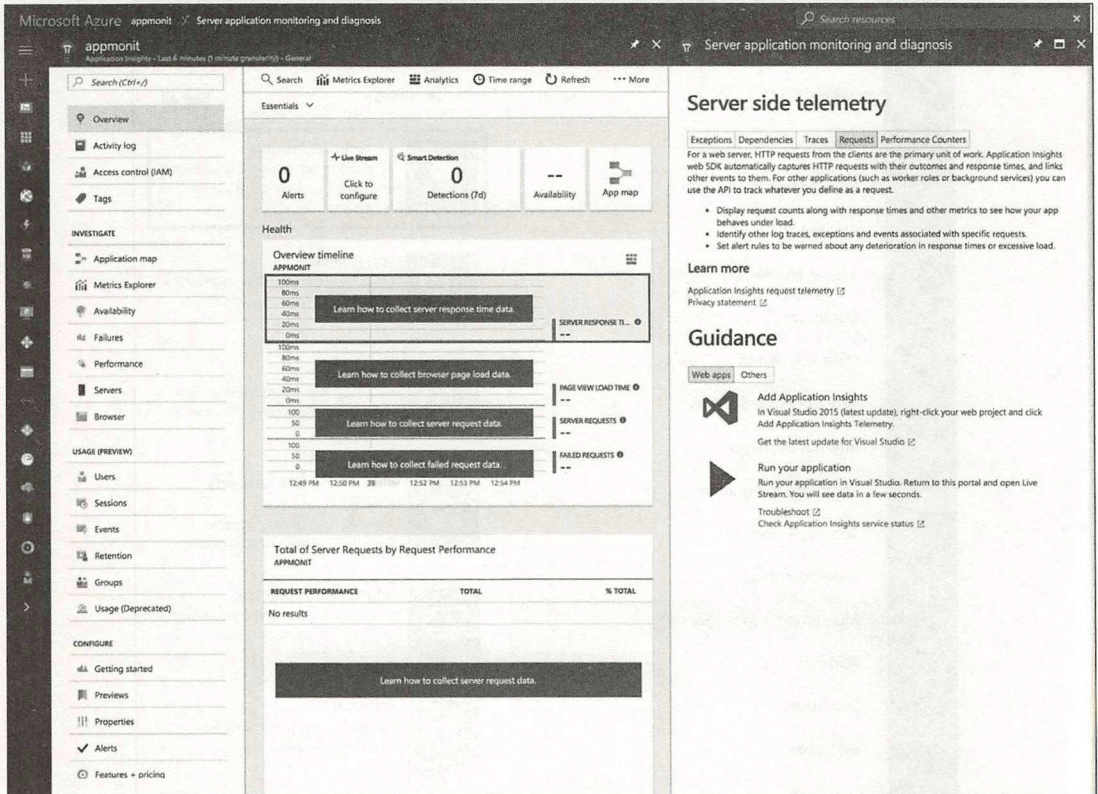 Microsoft Azure appmonit > Server application monitoring and diagnosis
Search resources
appmonit
Application Insights - Last 6 minutes (1 minute granularity) - General
Search (Ctrl+/)
Overview
Activity log
Access control (IAM)
Tags
INVESTIGATE
Application map
Metrics Explorer
Availability
Failures
Performance
Servers
Browser
USAGE (PREVIEW)
Users
Sessions
Events
Retention
Groups
Usage (Deprecated)
CONFIGURE
Getting started
Previews
Properties
Alerts
Features + pricing
Search Metrics Explorer Analytics Time range Refresh ··· More
Essentials
0
Alerts
Live Stream
Click to
configure
Smart Detection
0
Detections (7d)
--
Availability
App map
Health
Overview timeline
APPMONIT
100ms
80ms
60ms
40ms
20ms
0ms
Learn how to collect server response time data.
SERVER RESPONSE TI...
--
100ms
80ms
60ms
40ms
20ms
0ms
Learn how to collect browser page load data.
PAGE VIEW LOAD TIME
--
100
50
0
Learn how to collect server request data.
SERVER REQUESTS
--
100
50
0
Learn how to collect failed request data.
FAILED REQUESTS
--
12:49 PM 12:50 PM 28 12:52 PM 12:53 PM 12:54 PM
Total of Server Requests by Request Performance
APPMONIT
REQUEST PERFORMANCE TOTAL % TOTAL
No results
Learn how to collect server request data.
Server application monitoring and diagnosis
Server side telemetry
Exceptions Dependencies Traces Requests Performance Counters
For a web server, HTTP requests from the clients are the primary unit of work. Application Insights
web SDK automatically captures HTTP requests with their outcomes and response times, and links
other events to them. For other applications (such as worker roles or background services) you can
use the API to track whatever you define as a request.
• Display request counts along with response times and other metrics to see how your app
behaves under load.
• Identify other log traces, exceptions and events associated with specific requests.
• Set alert rules to be warned about any deterioration in response times or excessive load.
Learn more
Application Insights request telemetry
Privacy statement
Guidance
Web apps Others
Add Application Insights
In Visual Studio 2015 (latest update), right-click your web project and click
Add Application Insights Telemetry.
Get the latest update for Visual Studio
Run your application
Run your application in Visual Studio. Return to this portal and open Live
Stream. You will see data in a few seconds.
Troubleshoot
Check Application Insights service status